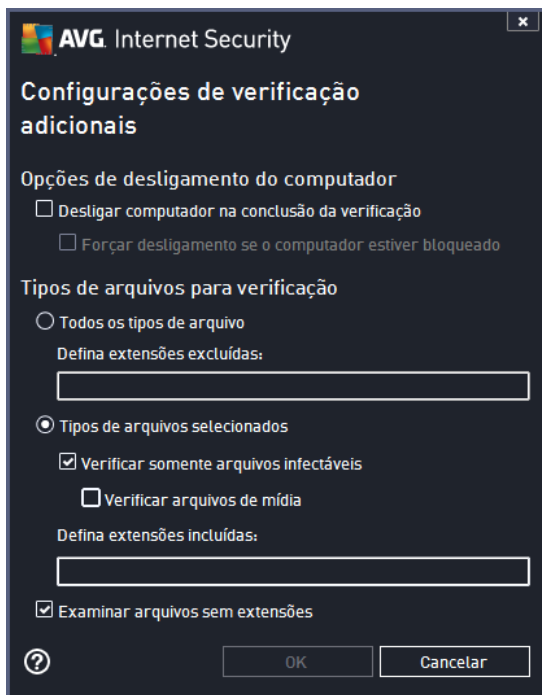 AVG. Internet Security
Configurações de verificação
adicionais
Opções de desligamento do computador
Desligar computador na conclusão da verificação
Forçar desligamento se o computador estiver bloqueado
Tipos de arquivos para verificação
Todos os tipos de arquivo
Defina extensões excluídas:
Tipos de arquivos selecionados
Verificar somente arquivos infectáveis
Verificar arquivos de mídia
Defina extensões incluídas:
Examinar arquivos sem extensões
OK
Cancelar